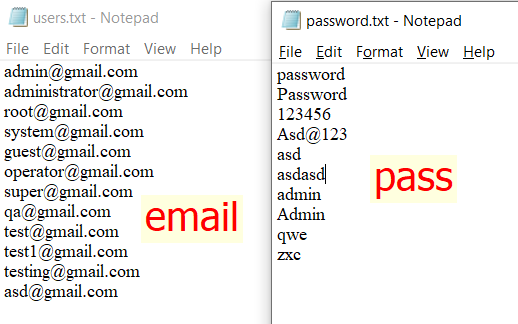 users.txt - Notepad
File Edit Format View Help
admin@gmail.com
administrator@gmail.com
root@gmail.com
system@gmail.com
guest@gmail.com
operator@gmail.com
super@gmail.com
qa@gmail.com
test@gmail.com
test1@gmail.com
testing@gmail.com
asd@gmail.com
email
password.txt - Notepad
File Edit Format View Help
password
Password
123456
Asd@123
asd
asdasd
admin
Admin
qwe
zxc
pass